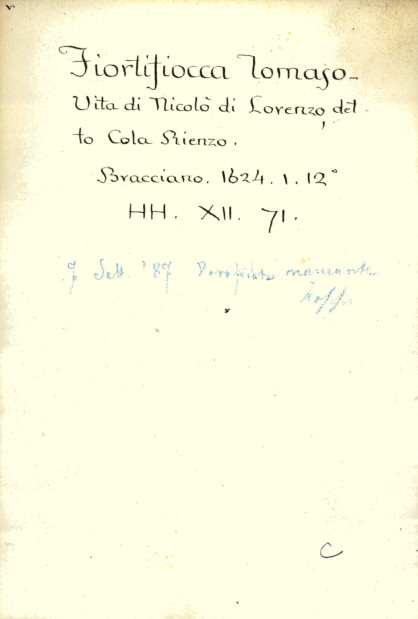 Fiortifiocca Tomaso_
Vita di Nicolò di Lorenzo, det-
to Cola Rienzo.
Bracciano. 1624. 1. 12°
HH. XII. 71.
7 Sett. '87 Verificato mancante
C